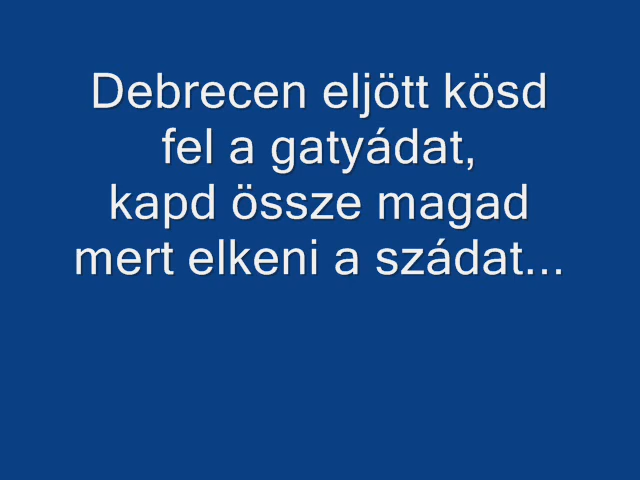 Debrecen eljött kösd
fel a gatyádat,
kapd össze magad
mert elkeni a szádat...